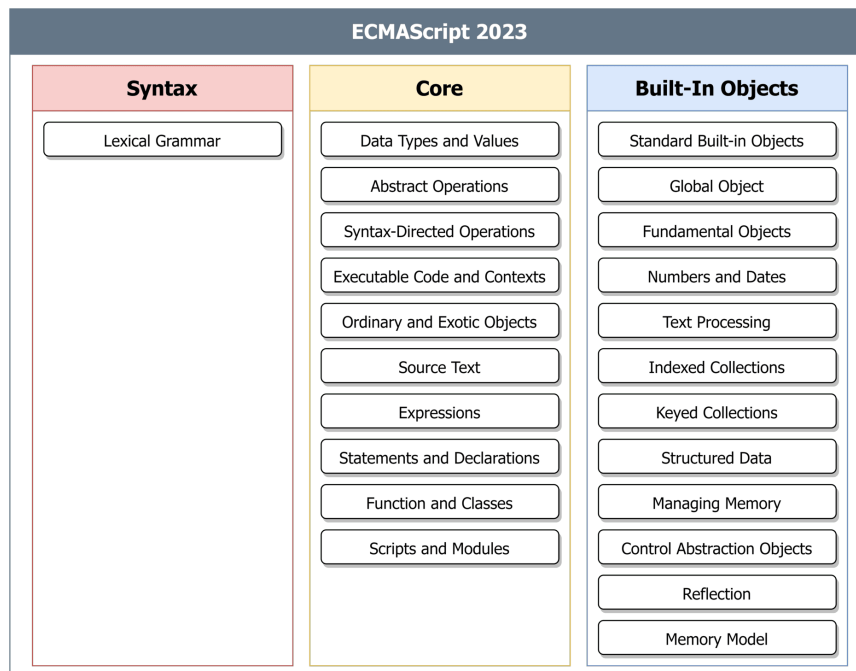 ECMAScript 2023
Syntax
Lexical Grammar
Core
Data Types and Values
Abstract Operations
Syntax-Directed Operations
Executable Code and Contexts
Ordinary and Exotic Objects
Source Text
Expressions
Statements and Declarations
Function and Classes
Scripts and Modules
Built-In Objects
Standard Built-in Objects
Global Object
Fundamental Objects
Numbers and Dates
Text Processing
Indexed Collections
Keyed Collections
Structured Data
Managing Memory
Control Abstraction Objects
Reflection
Memory Model